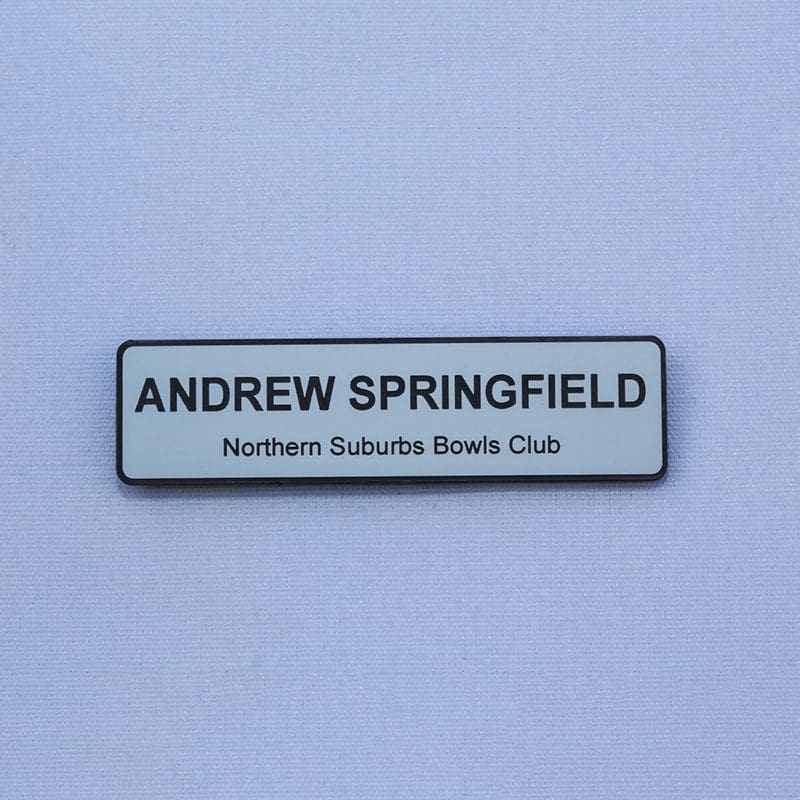 ANDREW SPRINGFIELD
Northern Suburbs Bowls Club